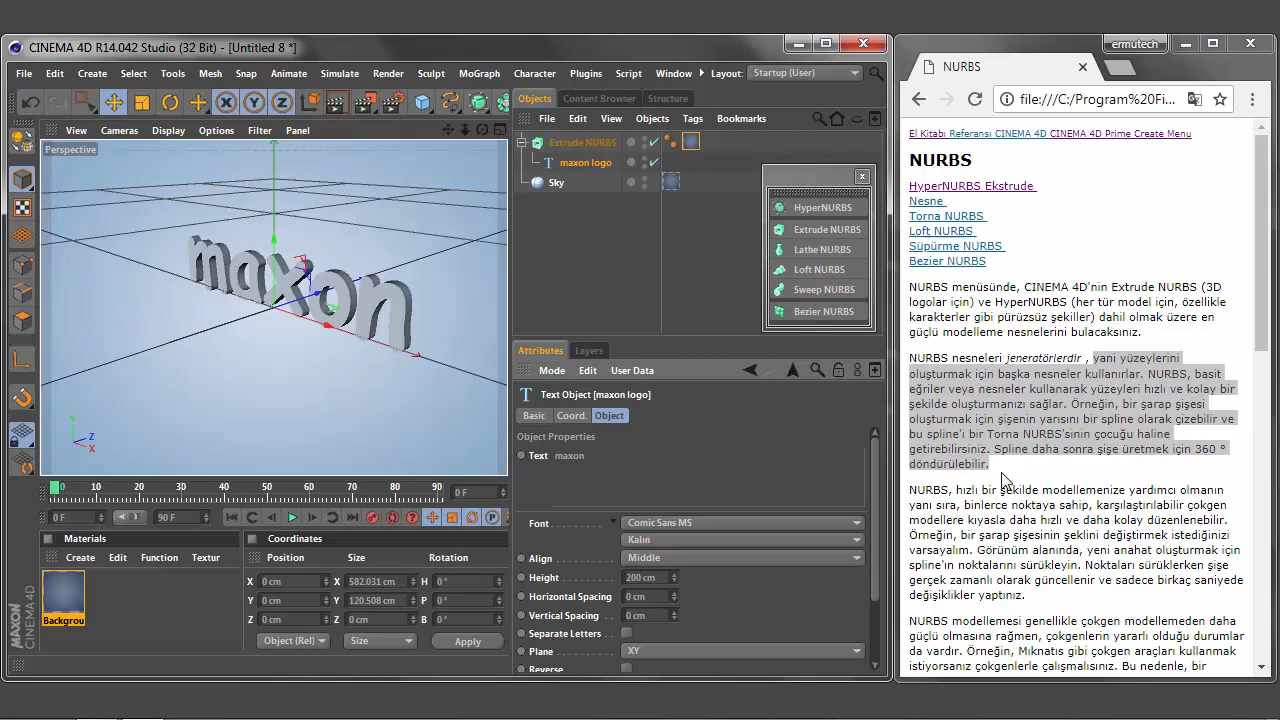 CINEMA 4D R14.042 Studio (32 Bit) - [Untitled 8 *]
File Edit Create Select Tools Mesh Snap Animate Simulate Render Sculpt MoGraph Character Plugins Script Window Layout: Startup (User)
X Y Z
View Cameras Display Options Filter Panel
Perspective
maxon
Y
Z
X
0 10 20 30 40 50 60 70 80 90 0 F
0 F 90 F P
Materials
Create Edit Function Textur
Backgrou
MAXON CINEMA 4D
Coordinates
Position Size Rotation
X 0 cm X 582.031 cm H 0 °
Y 0 cm Y 120.508 cm P 0 °
Z 0 cm Z 0 cm B 0 °
Object (Rel) Size Apply
Objects Content Browser Structure
File Edit View Objects Tags Bookmarks
Extrude NURBS
T maxon logo
Sky
HyperNURBS
Extrude NURBS
Lathe NURBS
Loft NURBS
Sweep NURBS
Bezier NURBS
Attributes Layers
Mode Edit User Data
T Text Object [maxon logo]
Basic Coord. Object
Object Properties
Text maxon
Font Comic Sans MS
Kalın
Align Middle
Height 200 cm
Horizontal Spacing 0 cm
Vertical Spacing 0 cm
Separate Letters
Plane XY
Reverse
ermutech
NURBS
file:///C:/Program%20Fi...
El Kitabı Referansı CINEMA 4D CINEMA 4D Prime Create Menu
NURBS
HyperNURBS Ekstrude
Nesne
Torna NURBS
Loft NURBS
Süpürme NURBS
Bezier NURBS
NURBS menüsünde, CINEMA 4D'nin Extrude NURBS (3D
logolar için) ve HyperNURBS (her tür model için, özellikle
karakterler gibi pürüzsüz şekiller) dahil olmak üzere en
güçlü modelleme nesnelerini bulacaksınız.
NURBS nesneleri jeneratörlerdir , yani yüzeylerini
oluşturmak için başka nesneler kullanırlar. NURBS, basit
eğriler veya nesneler kullanarak yüzeyleri hızlı ve kolay bir
şekilde oluşturmanızı sağlar. Örneğin, bir şarap şişesi
oluşturmak için şişenin yarısını bir spline olarak çizebilir ve
bu spline'ı bir Torna NURBS'sinin çocuğu haline
getirebilirsiniz. Spline daha sonra şişe üretmek için 360 °
döndürülebilir.
NURBS, hızlı bir şekilde modellemenize yardımcı olmanın
yanı sıra, binlerce noktaya sahip, karşılaştırılabilir çokgen
modellere kıyasla daha hızlı ve daha kolay düzenlenebilir.
Örneğin, bir şarap şişesinin şeklini değiştirmek istediğinizi
varsayalım. Görünüm alanında, yeni anahat oluşturmak için
spline'ın noktalarını sürükleyin. Noktaları sürüklerken şişe
gerçek zamanlı olarak güncellenir ve sadece birkaç saniyede
değişiklikler yaptınız.
NURBS modellemesi genellikle çokgen modellemeden daha
güçlü olmasına rağmen, çokgenlerin yararlı olduğu durumlar
da vardır. Örneğin, Mıknatıs gibi çokgen araçları kullanmak
istiyorsanız çokgenlerle çalışmalısınız. Bu nedenle, bir